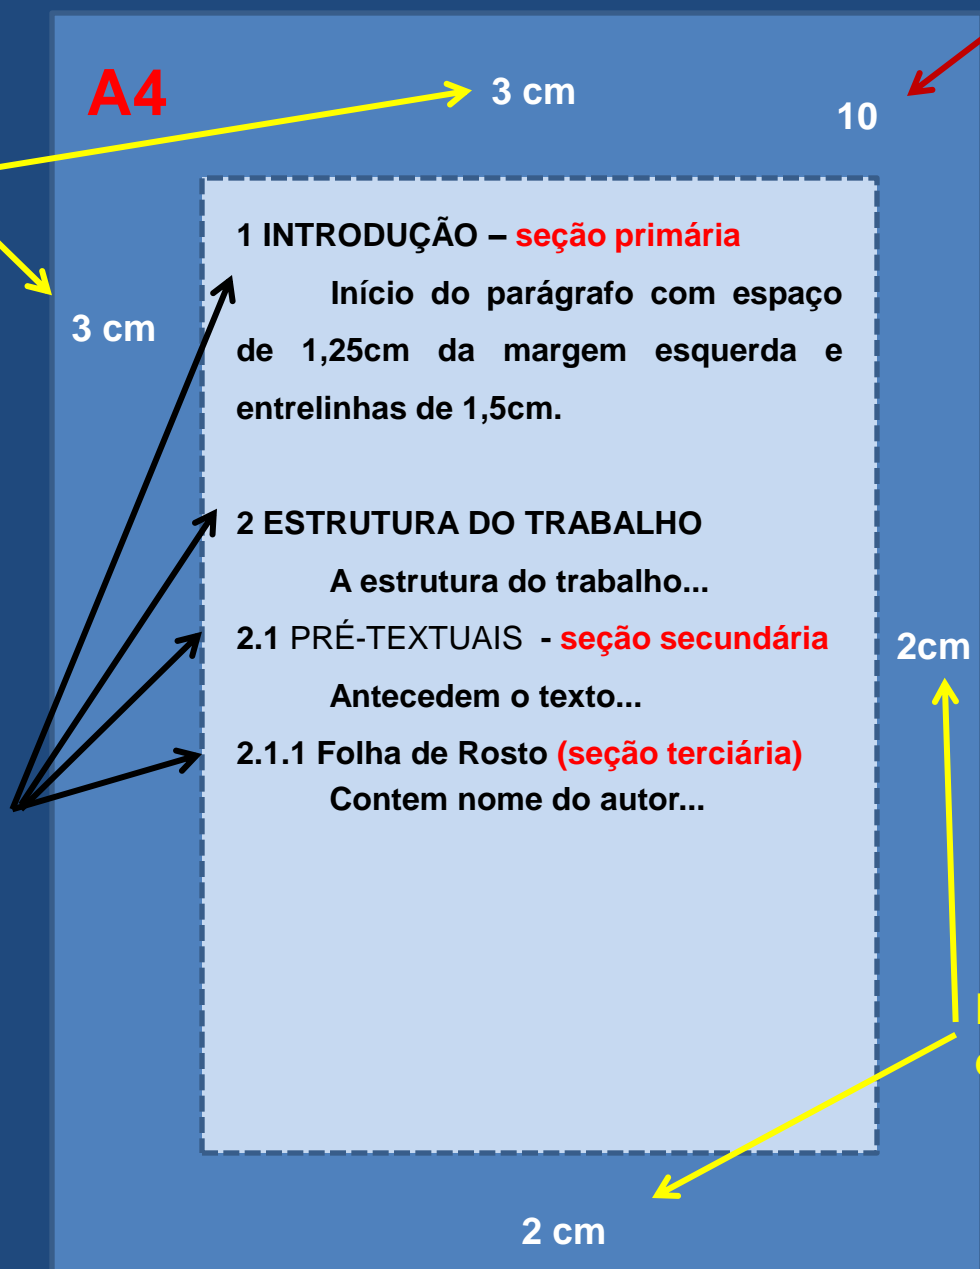 A4
3 cm
10
1 INTRODUÇÃO – seção primária
Início do parágrafo com espaço
de 1,25cm da margem esquerda e
entrelinhas de 1,5cm.
3 cm
2 ESTRUTURA DO TRABALHO
A estrutura do trabalho...
2.1 PRÉ-TEXTUAIS - seção secundária
2cm
Antecedem o texto...
2.1.1 Folha de Rosto (seção terciária)
Contem nome do autor...
2 cm